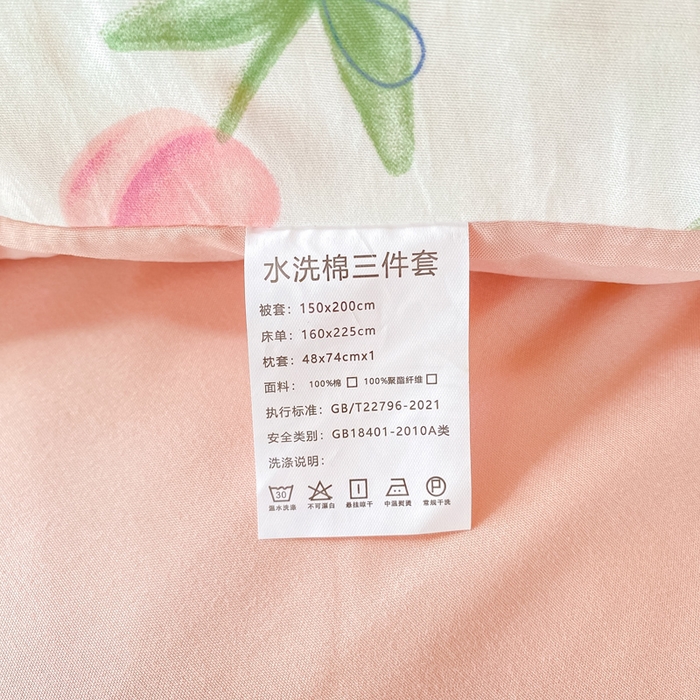 水洗棉三件套
被套：150x200cm
床单：160x225cm
枕套：48x74cmx1
面料： 100%棉 □ 100%聚酯纤维 □
执行标准：GB/T22796-2021
安全类别：GB18401-2010A类
洗涤说明：
30 P
温水洗涤 不可漂白 悬挂晾干 中温熨烫 常规干洗